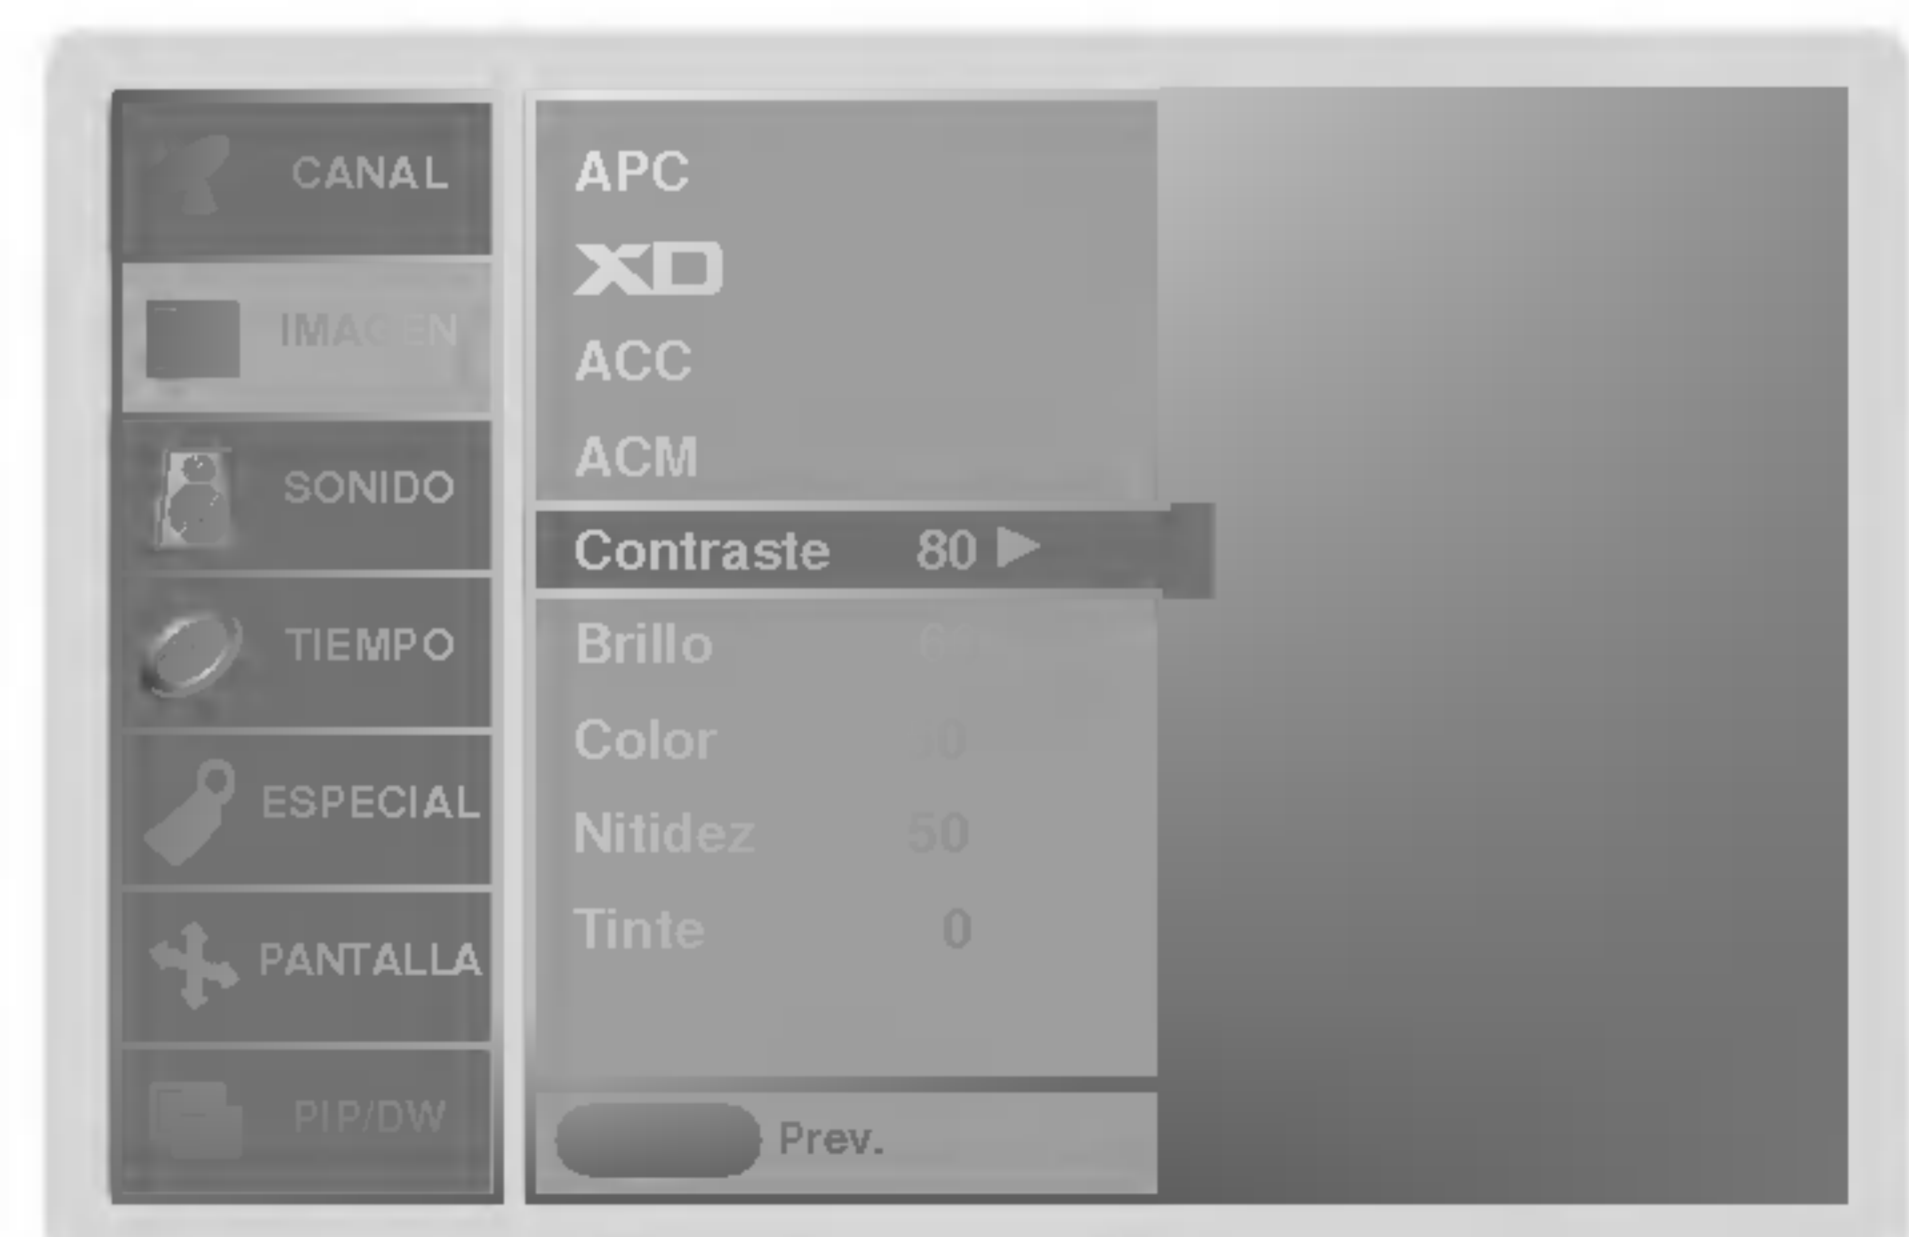 CANAL
IMAGEN
SONIDO
TIEMPO
ESPECIAL
PANTALLA
PIP/DW
APC
XD
ACC
ACM
Contraste 80
Brillo
Color
Nitidez 50
Tinte 0
Prev.